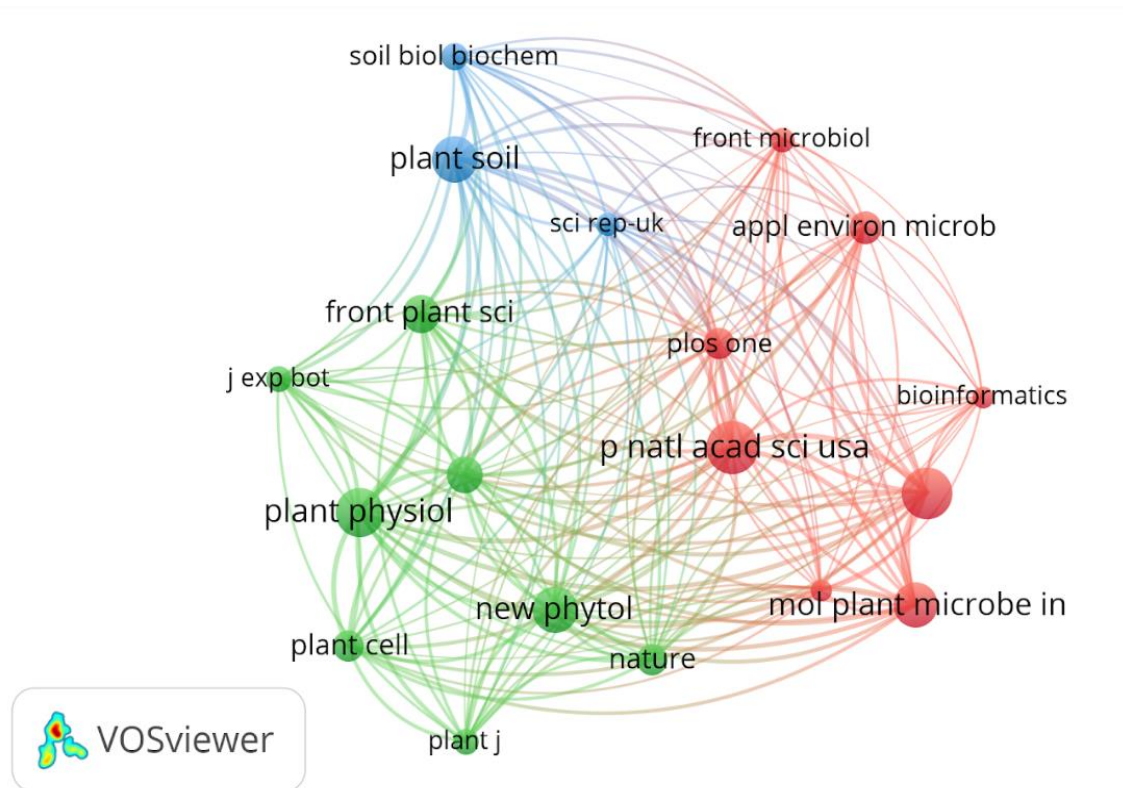 soil biol biochem
front microbiol
plant soil
sci rep-uk
appl environ microb
front plant sci
plos one
j exp bot
bioinformatics
p natl acad sci usa
plant physiol
new phytol
mol plant microbe in
plant cell
nature
plant j
VOSviewer